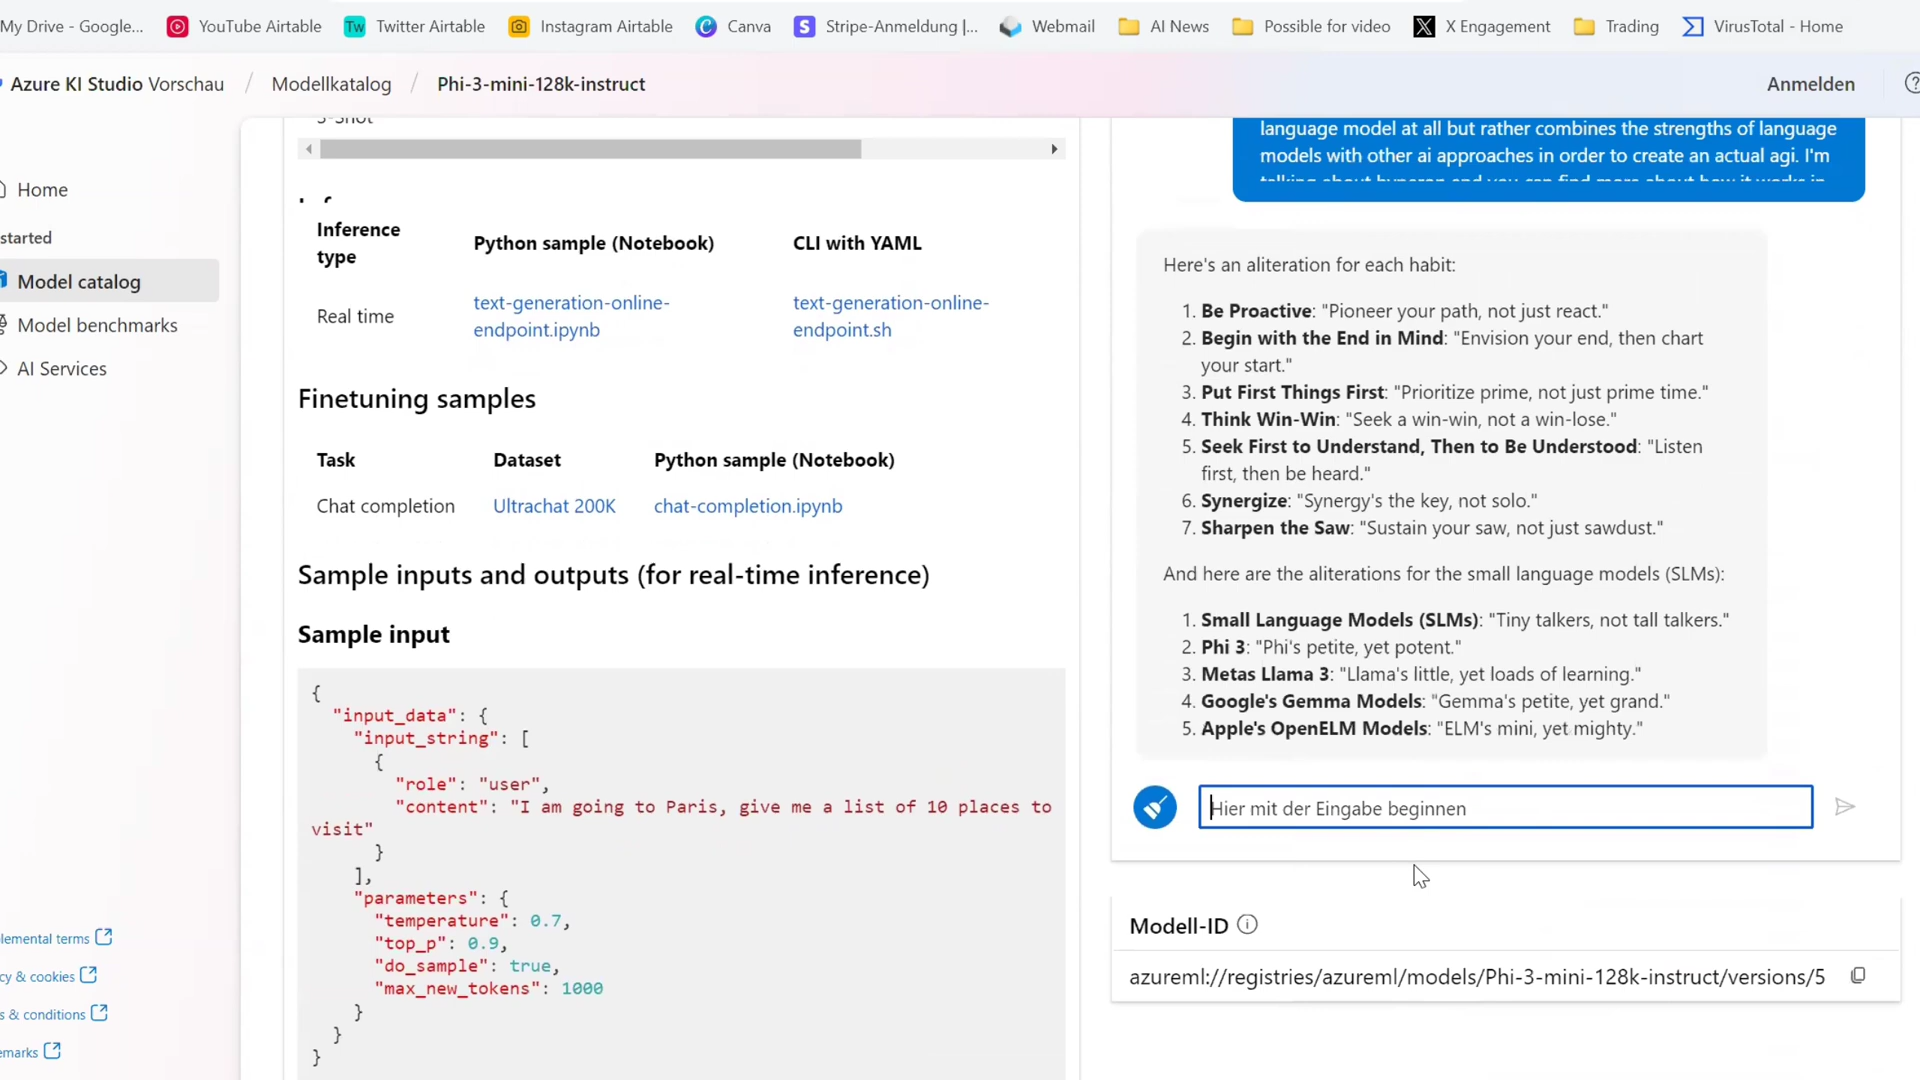 My Drive - Google...
YouTube Airtable
Tw Twitter Airtable
Instagram Airtable
Canva
S Stripe-Anmeldung |...
Webmail
AI News
Possible for video
X Engagement
Trading
VirusTotal - Home
Azure KI Studio Vorschau / Modellkatalog / Phi-3-mini-128k-instruct
Anmelden
Home
started
Model catalog
Model benchmarks
AI Services
lemental terms
cy & cookies
s & conditions
emarks
5-Shot
Inference type
Python sample (Notebook)
CLI with YAML
Real time
text-generation-online-
endpoint.ipynb
text-generation-online-
endpoint.sh
Finetuning samples
Task
Dataset
Python sample (Notebook)
Chat completion
Ultrachat 200K
chat-completion.ipynb
Sample inputs and outputs (for real-time inference)
Sample input
{
"input_data": {
"input_string": [
{
"role": "user",
"content": "I am going to Paris, give me a list of 10 places to
visit"
}
],
"parameters": {
"temperature": 0.7,
"top_p": 0.9,
"do_sample": true,
"max_new_tokens": 1000
}
}
}
language model at all but rather combines the strengths of language
models with other ai approaches in order to create an actual agi. I'm
Here's an aliteration for each habit:
1. Be Proactive: "Pioneer your path, not just react."
2. Begin with the End in Mind: "Envision your end, then chart
your start."
3. Put First Things First: "Prioritize prime, not just prime time."
4. Think Win-Win: "Seek a win-win, not a win-lose."
5. Seek First to Understand, Then to Be Understood: "Listen
first, then be heard."
6. Synergize: "Synergy's the key, not solo."
7. Sharpen the Saw: "Sustain your saw, not just sawdust."
And here are the aliterations for the small language models (SLMs):
1. Small Language Models (SLMs): "Tiny talkers, not tall talkers."
2. Phi 3: "Phi's petite, yet potent."
3. Metas Llama 3: "Llama's little, yet loads of learning."
4. Google's Gemma Models: "Gemma's petite, yet grand."
5. Apple's OpenELM Models: "ELM's mini, yet mighty."
Hier mit der Eingabe beginnen
Modell-ID
azureml://registries/azureml/models/Phi-3-mini-128k-instruct/versions/5